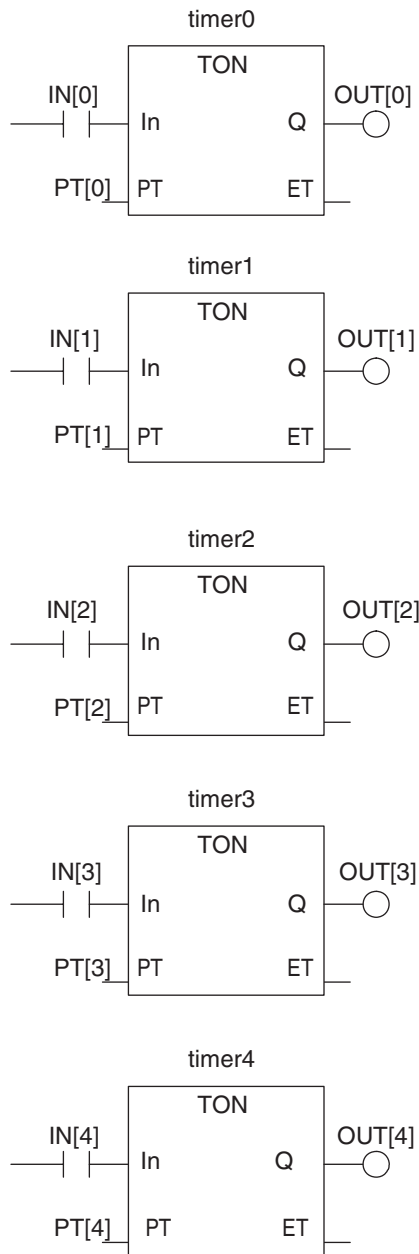 timer0
TON
IN[0]
OUT[0]
In
Q
PT[0]
PT
ET
timer1
TON
IN[1]
OUT[1]
In
Q
PT[1]
PT
ET
timer2
TON
IN[2]
OUT[2]
In
Q
PT[2]
PT
ET
timer3
TON
IN[3]
OUT[3]
In
Q
PT[3]
PT
ET
timer4
TON
IN[4]
OUT[4]
In
Q
PT[4]
PT
ET